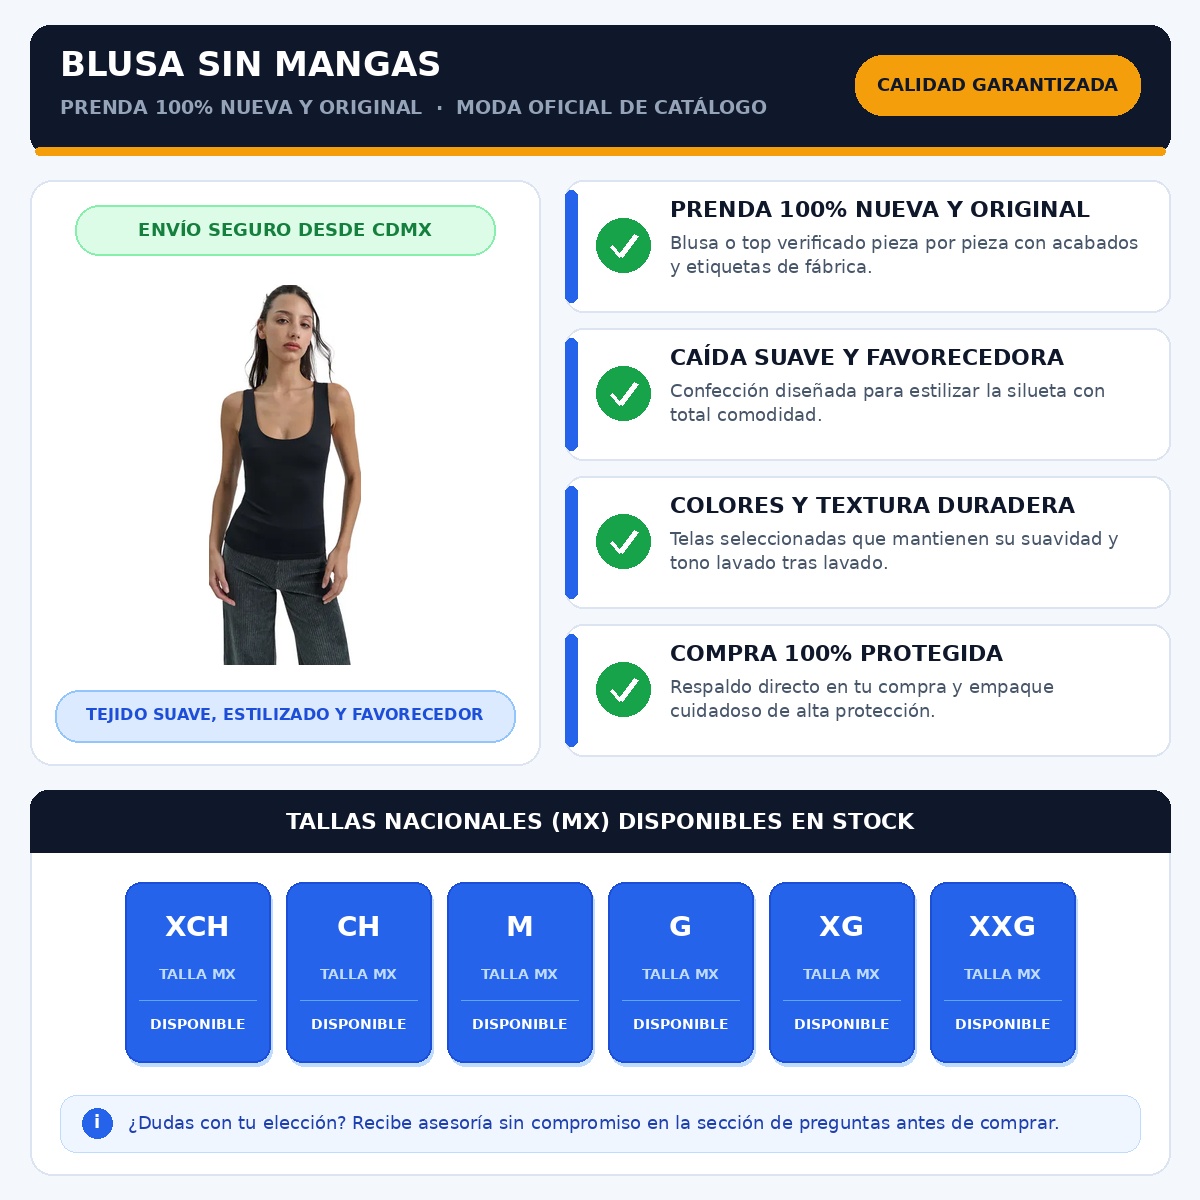 BLUSA SIN MANGAS
PRENDA 100% NUEVA Y ORIGINAL · MODA OFICIAL DE CATÁLOGO
CALIDAD GARANTIZADA
ENVÍO SEGURO DESDE CDMX
TEJIDO SUAVE, ESTILIZADO Y FAVORECEDOR
PRENDA 100% NUEVA Y ORIGINAL
Blusa o top verificado pieza por pieza con acabados
y etiquetas de fábrica.
CAÍDA SUAVE Y FAVORECEDORA
Confección diseñada para estilizar la silueta con
total comodidad.
COLORES Y TEXTURA DURADERA
Telas seleccionadas que mantienen su suavidad y
tono lavado tras lavado.
COMPRA 100% PROTEGIDA
Respaldo directo en tu compra y empaque
cuidadoso de alta protección.
TALLAS NACIONALES (MX) DISPONIBLES EN STOCK
XCH
TALLA MX
DISPONIBLE
CH
TALLA MX
DISPONIBLE
M
TALLA MX
DISPONIBLE
G
TALLA MX
DISPONIBLE
XG
TALLA MX
DISPONIBLE
XXG
TALLA MX
DISPONIBLE
i
¿Dudas con tu elección? Recibe asesoría sin compromiso en la sección de preguntas antes de comprar.